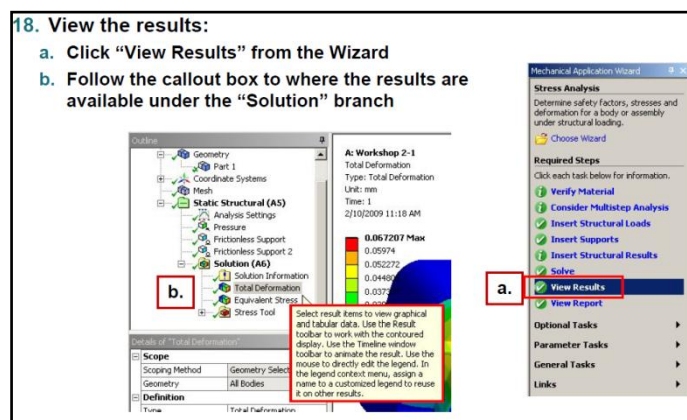 18. View the results:
a. Click “View Results” from the Wizard
b. Follow the callout box to where the results are
available under the “Solution” branch
Outline
Geometry
Part 1
Coordinate Systems
Mesh
Static Structural (A5)
Analysis Settings
Pressure
Frictionless Support
Frictionless Support 2
Solution (A6)
Solution Information
Total Deformation
Equivalent Stress
Stress Tool
b.
Details of "Total Deformation"
Scope
Scoping Method Geometry Select
Geometry All Bodies
Definition
Type Total Deformation
A: Workshop 2-1
Total Deformation
Type: Total Deformation
Unit: mm
Time: 1
2/10/2009 11:18 AM
0.067207 Max
0.05974
0.052272
0.0448
0.0373
Select result items to view graphical
and tabular data. Use the Result
toolbar to work with the contoured
display. Use the Timeline window
toolbar to animate the result. Use the
mouse to directly edit the legend. In
the legend context menu, assign a
name to a customized legend to reuse
it on other results.
Mechanical Application Wizard
Stress Analysis
Determine safety factors, stresses and
deformation for a body or assembly
under structural loading.
Choose Wizard
Required Steps
Click each task below for information.
Verify Material
Consider Multistep Analysis
Insert Structural Loads
Insert Supports
Insert Structural Results
Solve
a.
View Results
View Report
Optional Tasks
Parameter Tasks
General Tasks
Links